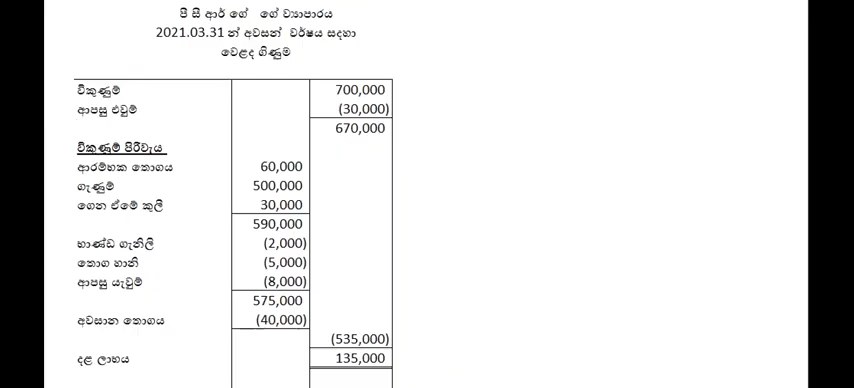 පී සී ආර් ගේ ගේ ව්‍යාපාරය
2021.03.31 න් අවසන් වර්ෂය සදහා
වෙළද ගිණුම
විකුණුම් 700,000
ආපසු එවුම් (30,000)
670,000
විකුණුම් පිරිවැය
ආරම්භක තොගය 60,000
ගැණුම් 500,000
ගෙන ඒමේ කුලී 30,000
590,000
භාණ්ඩ ගැනිලි (2,000)
තොග හානි (5,000)
ආපසු යැවුම් (8,000)
575,000
අවසාන තොගය (40,000)
(535,000)
දළ ලාභය 135,000